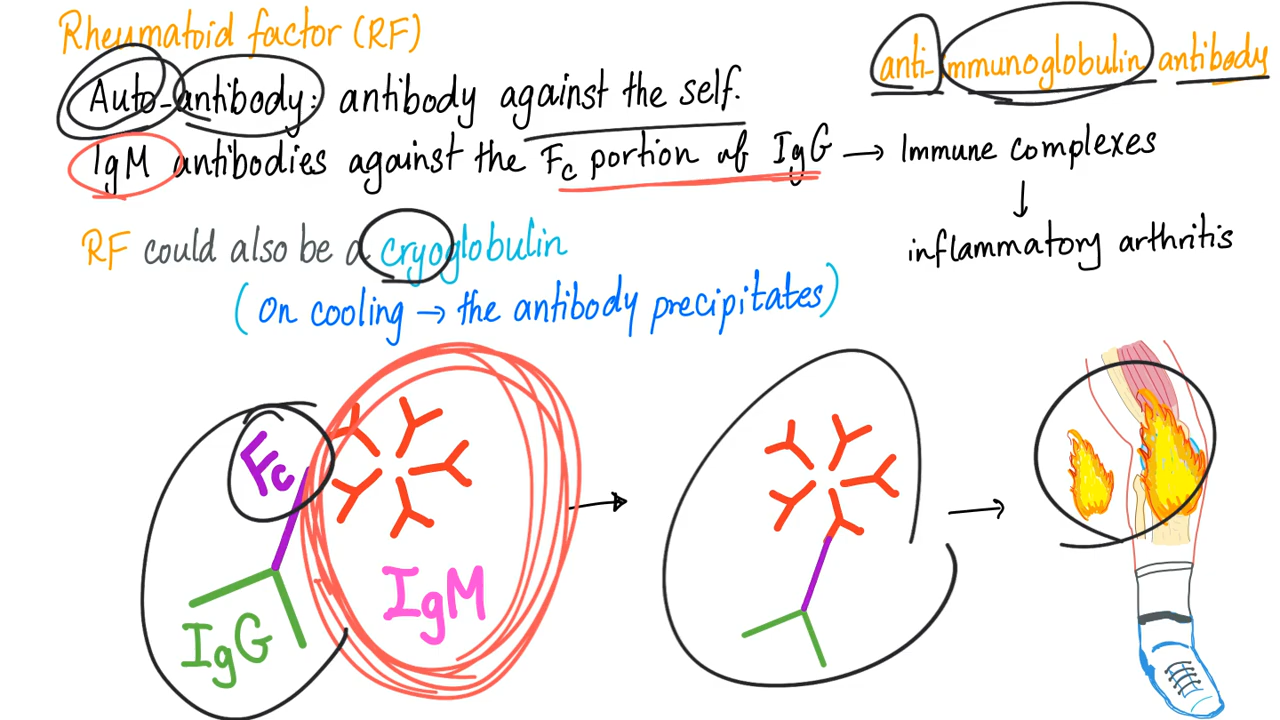 Rheumatoid factor (RF)
anti-immunoglobulin antibody
Auto-antibody: antibody against the self.
IgM antibodies against the Fc portion of IgG → Immune complexes
↓
inflammatory arthritis
RF could also be a cryoglobulin
(On cooling → the antibody precipitates)
Fc
IgG
IgM